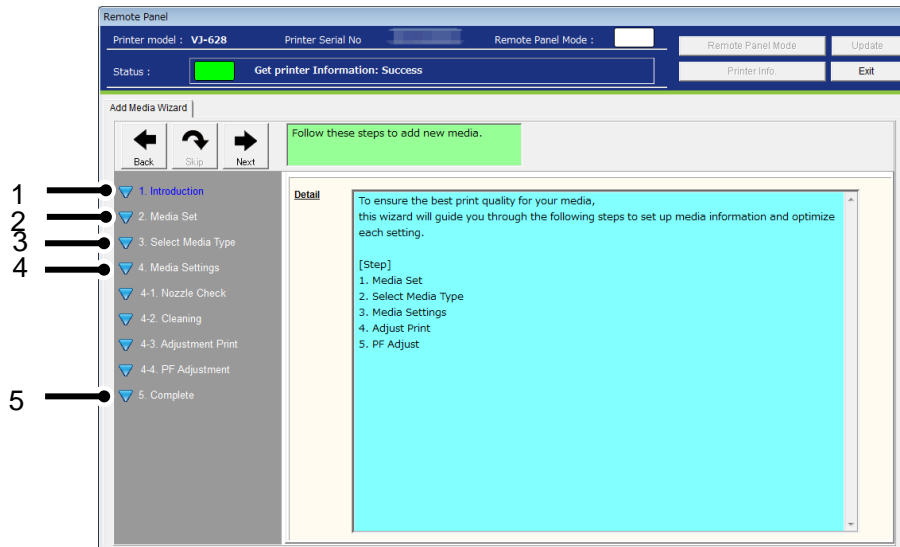 Remote Panel
Printer model : VJ-628 Printer Serial No Remote Panel Mode :
Remote Panel Mode Update
Status : Get printer Information: Success
Printer Info. Exit
Add Media Wizard
Back Skip Next
Follow these steps to add new media.
1 1. Introduction
2 2. Media Set
3 3. Select Media Type
4 4. Media Settings
4-1. Nozzle Check
4-2. Cleaning
4-3. Adjustment Print
4-4. PF Adjustment
5 5. Complete
Detail
To ensure the best print quality for your media,
this wizard will guide you through the following steps to set up media information and optimize
each setting.
[Step]
1. Media Set
2. Select Media Type
3. Media Settings
4. Adjust Print
5. PF Adjust